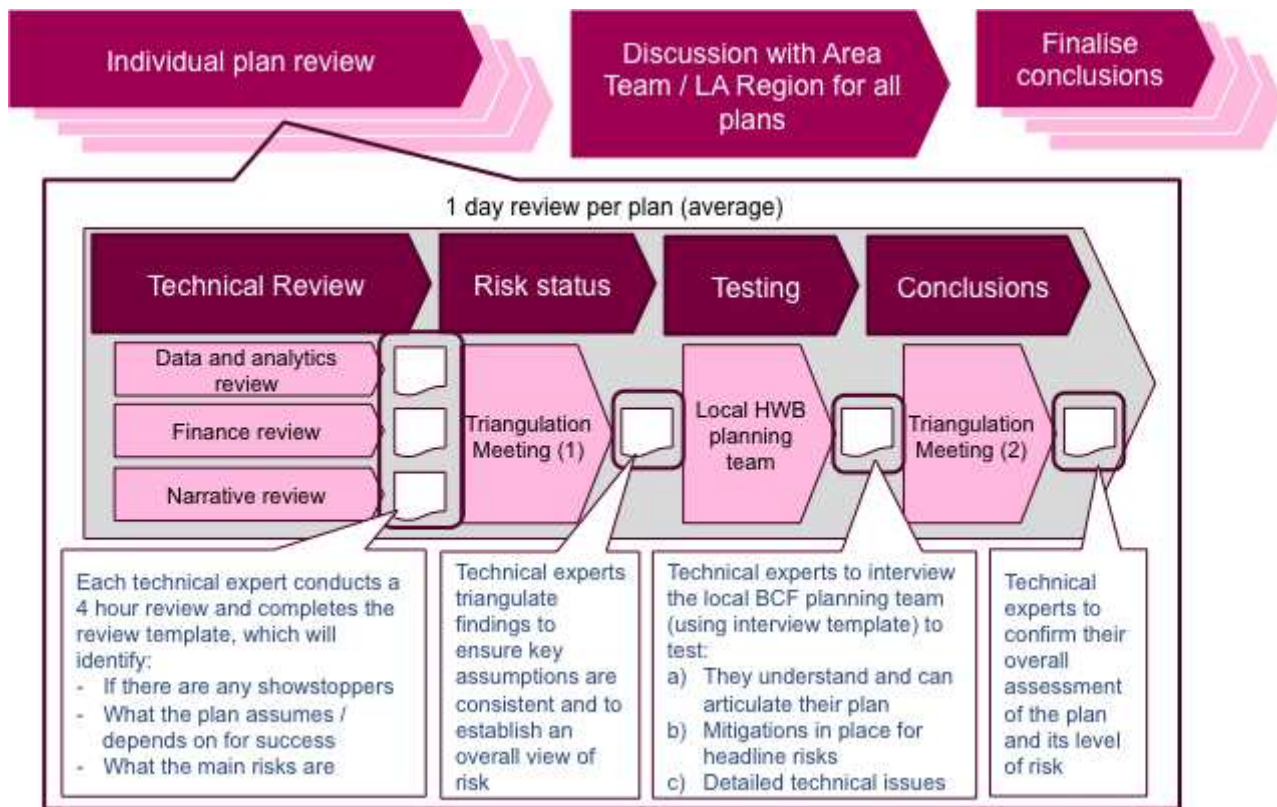 Individual plan review
Discussion with Area
Team / LA Region for all
plans
Finalise
conclusions
1 day review per plan (average)
Technical Review
Risk status
Testing
Conclusions
Data and analytics
review
Finance review
Narrative review
Triangulation
Meeting (1)
Local HWB
planning
team
Triangulation
Meeting (2)
Each technical expert conducts a
4 hour review and completes the
review template, which will
identify:
- If there are any showstoppers
- What the plan assumes /
depends on for success
- What the main risks are
Technical experts
triangulate
findings to
ensure key
assumptions are
consistent and to
establish an
overall view of
risk
Technical experts to interview
the local BCF planning team
(using interview template) to
test:
a) They understand and can
articulate their plan
b) Mitigations in place for
headline risks
c) Detailed technical issues
Technical
experts to
confirm their
overall
assessment
of the plan
and its level
of risk